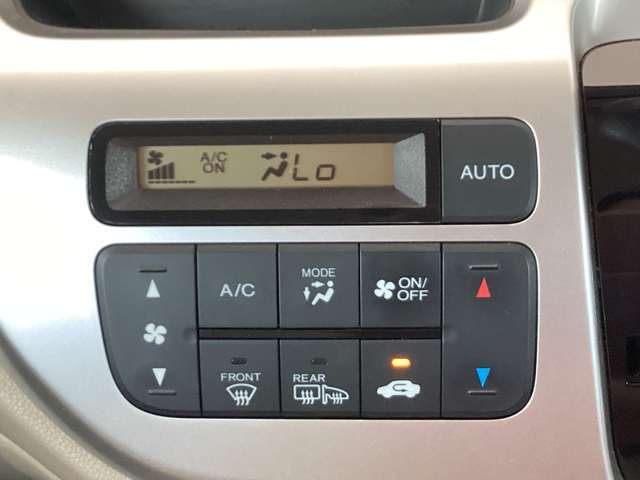 A/C
ON
Lo
AUTO
A/C
MODE
ON/
OFF
FRONT
REAR